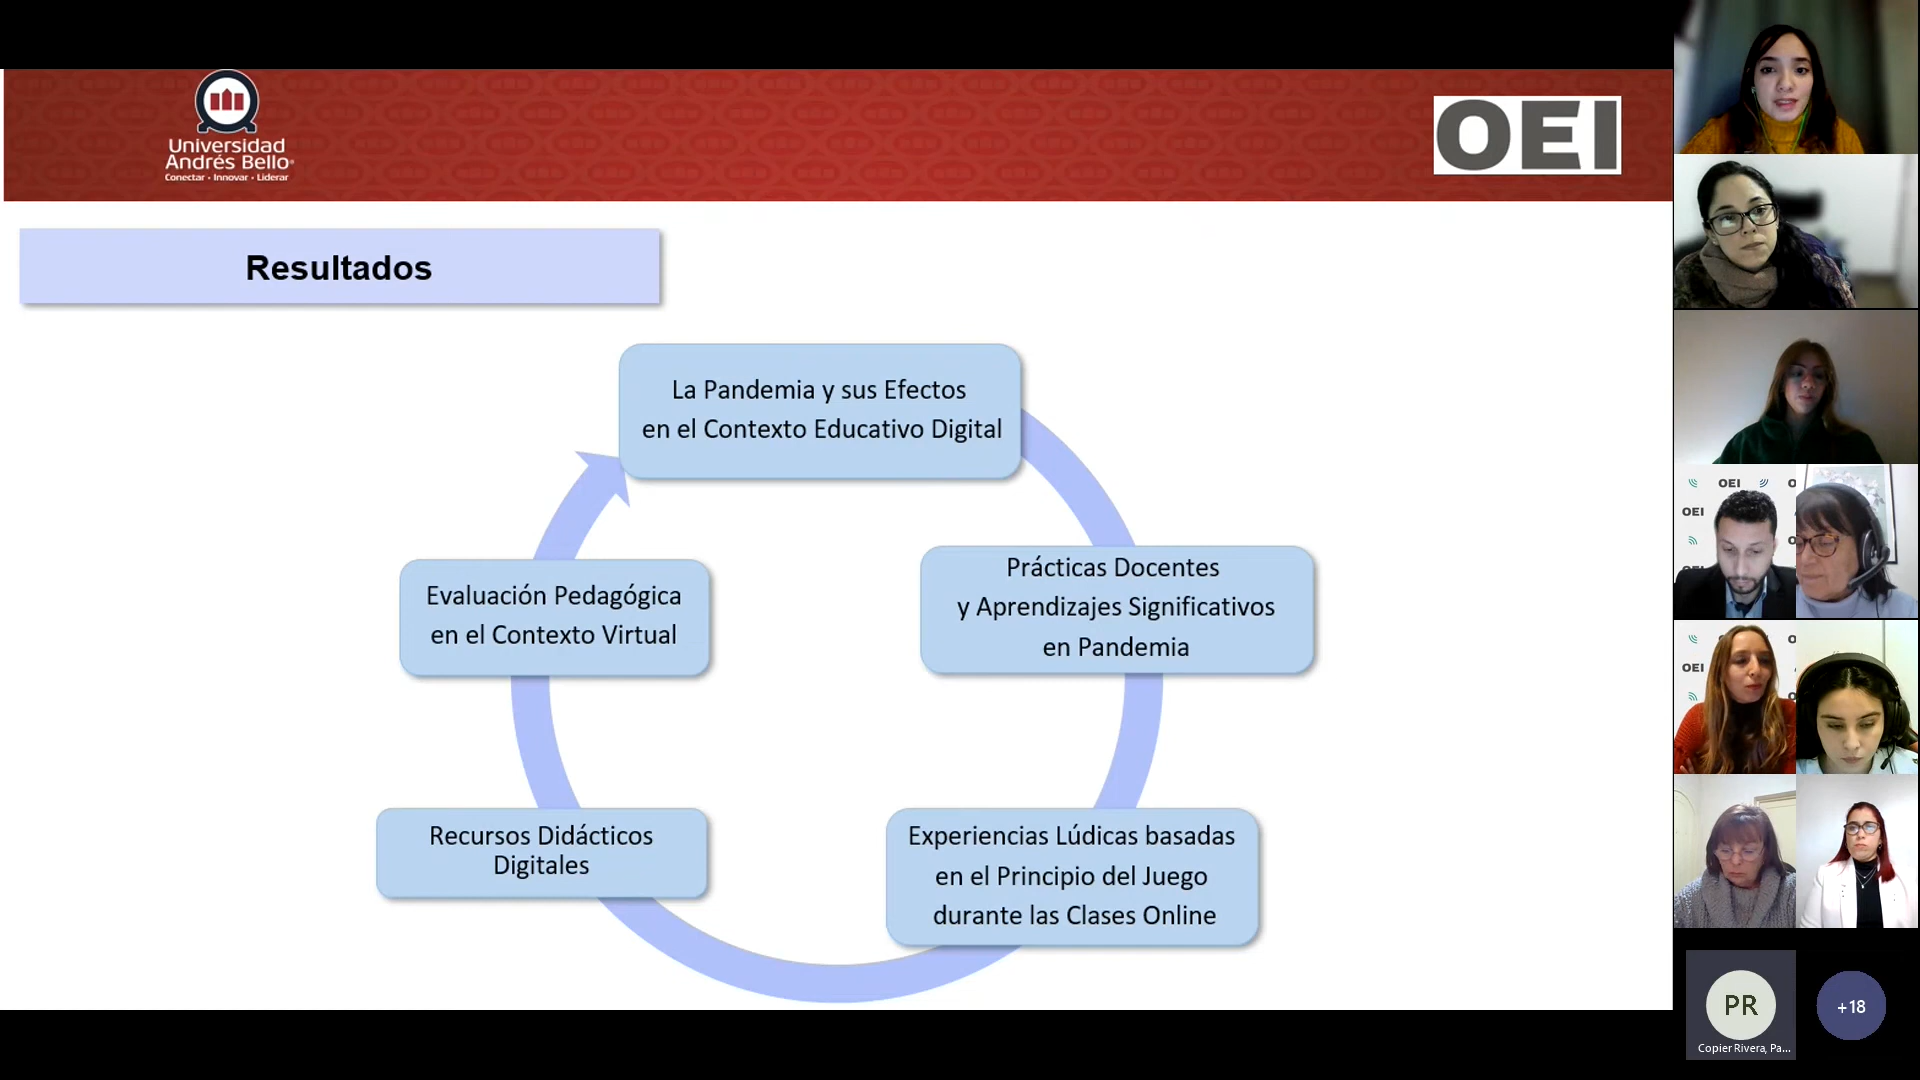 Universidad
Andrés Bello
Conectar • Innovar • Liderar
OEI
Resultados
La Pandemia y sus Efectos
en el Contexto Educativo Digital
Prácticas Docentes
y Aprendizajes Significativos
en Pandemia
Experiencias Lúdicas basadas
en el Principio del Juego
durante las Clases Online
Recursos Didácticos
Digitales
Evaluación Pedagógica
en el Contexto Virtual
OEI
OEI
OEI
PR
Copier Rivera, Pa...
+18